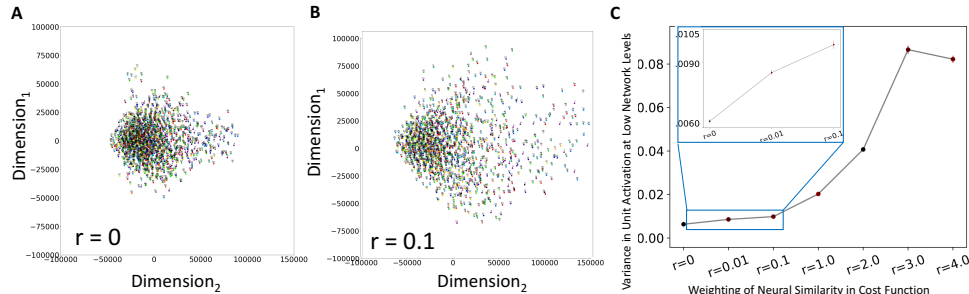 A
100000
75000
50000
25000
0
−25000
−50000
−75000
−100000
−100000 −50000 0 50000 100000 150000
Dimension1
Dimension2
r = 0
B
100000
75000
50000
25000
0
−25000
−50000
−75000
−100000
−100000 −50000 0 50000 100000 150000
Dimension1
Dimension2
r = 0.1
C
Variance in Unit Activation at Low Network Levels
0.08
0.06
0.04
0.02
0.00
.0105
.0090
.0060
r=0 r=0.01 r=0.1
r=0 r=0.01 r=0.1 r=1.0 r=2.0 r=3.0 r=4.0
Weighting of Neural Similarity in Cost Function